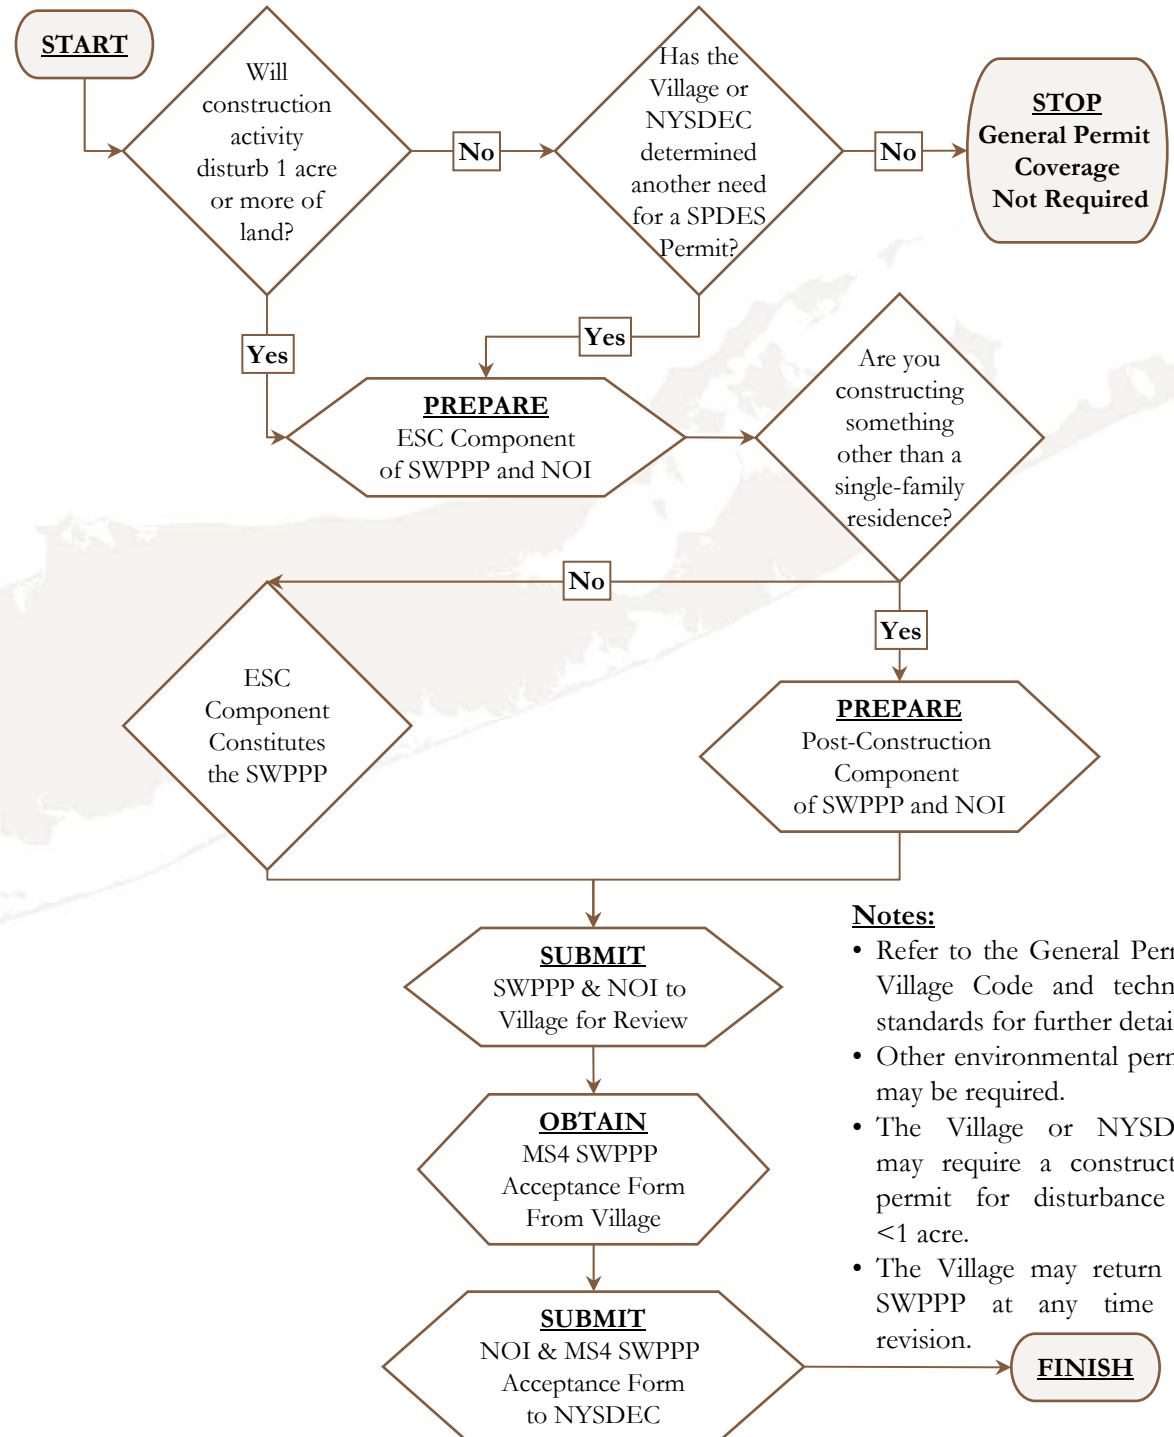 START
Will
construction
activity
disturb 1 acre
or more of
land?
No
Has the
Village or
NYSDEC
determined
another need
for a SPDES
Permit?
No
STOP
General Permit
Coverage
Not Required
Yes
Yes
PREPARE
ESC Component
of SWPPP and NOI
Are you
constructing
something
other than a
single-family
residence?
No
Yes
ESC
Component
Constitutes
the SWPPP
PREPARE
Post-Construction
Component
of SWPPP and NOI
SUBMIT
SWPPP & NOI to
Village for Review
OBTAIN
MS4 SWPPP
Acceptance Form
From Village
SUBMIT
NOI & MS4 SWPPP
Acceptance Form
to NYSDEC
Notes:
• Refer to the General
Village Code and
standards for further
• Other environmental
may be required.
• The Village or
may require a
permit for disturbance
<1 acre.
• The Village may return
SWPPP at any time
revision.
FINISH